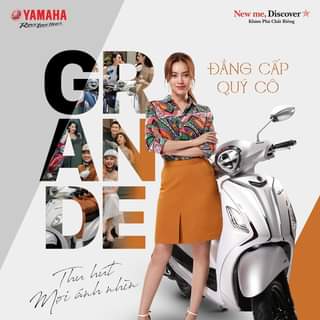 YAMAHA
Revs Your Heart
New me, Discover
Khám Phá Chất Riêng
GR
AN
DE
ĐẲNG CẤP
QUÝ CÔ
Thu hút
Mọi ánh nhìn